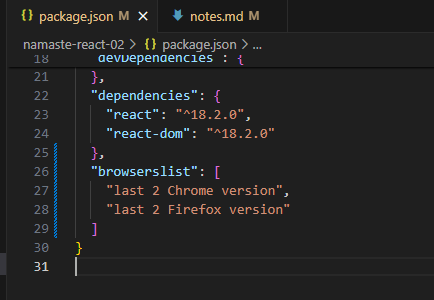 package.json M notes.md M
namaste-react-02 > package.json > ...
18 "devDependencies": {
21 },
22 "dependencies": {
23 "react": "^18.2.0",
24 "react-dom": "^18.2.0"
25 },
26 "browserslist": [
27 "last 2 Chrome version",
28 "last 2 Firefox version"
29 ]
30 }
31